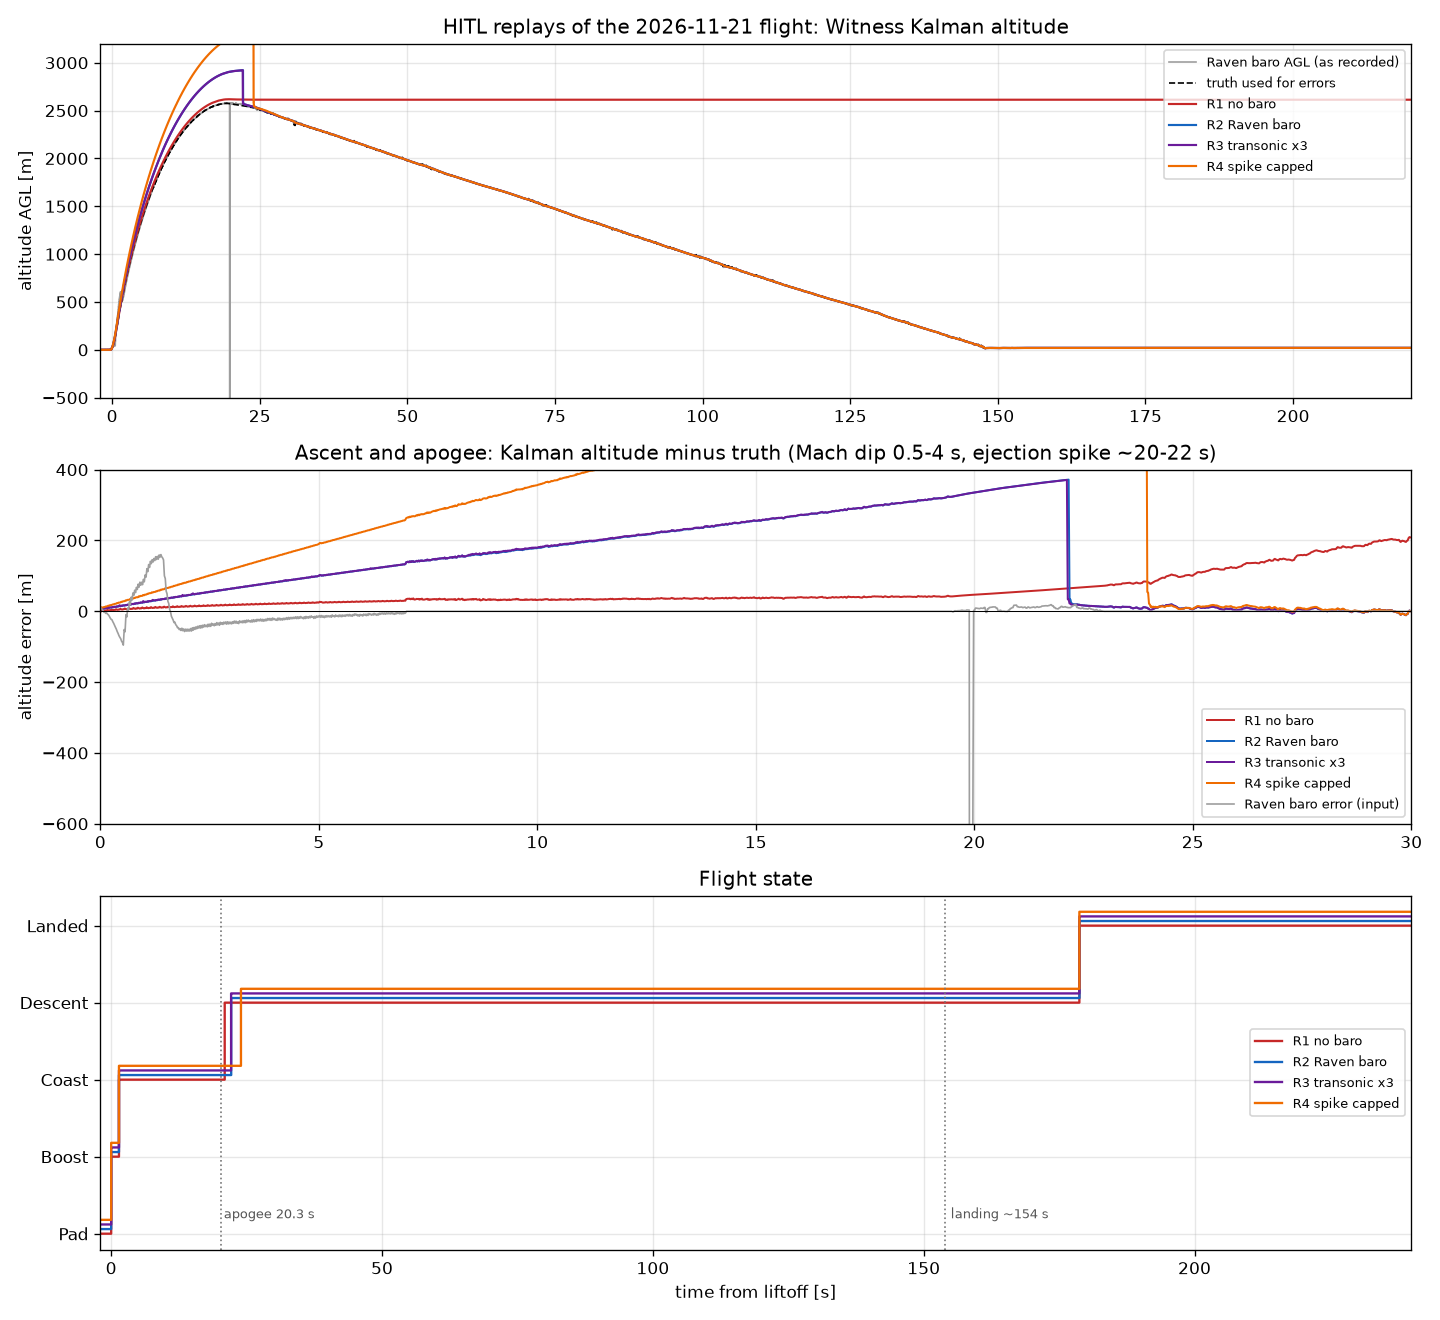 HITL replays of the 2026-11-21 flight: Witness Kalman altitude
altitude AGL [m]
3000
2500
2000
1500
1000
500
0
−500
0
25
50
75
100
125
150
175
200
Raven baro AGL (as recorded)
truth used for errors
R1 no baro
R2 Raven baro
R3 transonic x3
R4 spike capped
Ascent and apogee: Kalman altitude minus truth (Mach dip 0.5-4 s, ejection spike ~20-22 s)
altitude error [m]
400
200
0
−200
−400
−600
0
5
10
15
20
25
30
R1 no baro
R2 Raven baro
R3 transonic x3
R4 spike capped
Raven baro error (input)
Flight state
Landed
Descent
Coast
Boost
Pad
R1 no baro
R2 Raven baro
R3 transonic x3
R4 spike capped
apogee 20.3 s
landing ~154 s
0
50
100
150
200
time from liftoff [s]